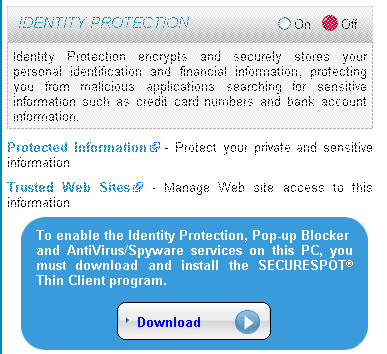 IDENTITY PROTECTION On Off
Identity Protection encrypts and securely stores your
personal identification and financial information, protecting
you from malicious applications searching for sensitive
information such as credit card numbers and bank account
information.
Protected Information - Protect your private and sensitive
information
Trusted Web Sites - Manage Web site access to this
information
To enable the Identity Protection, Pop-up Blocker
and AntiVirus/Spyware services on this PC, you
must download and install the SECURESPOT®
Thin Client program.
Download